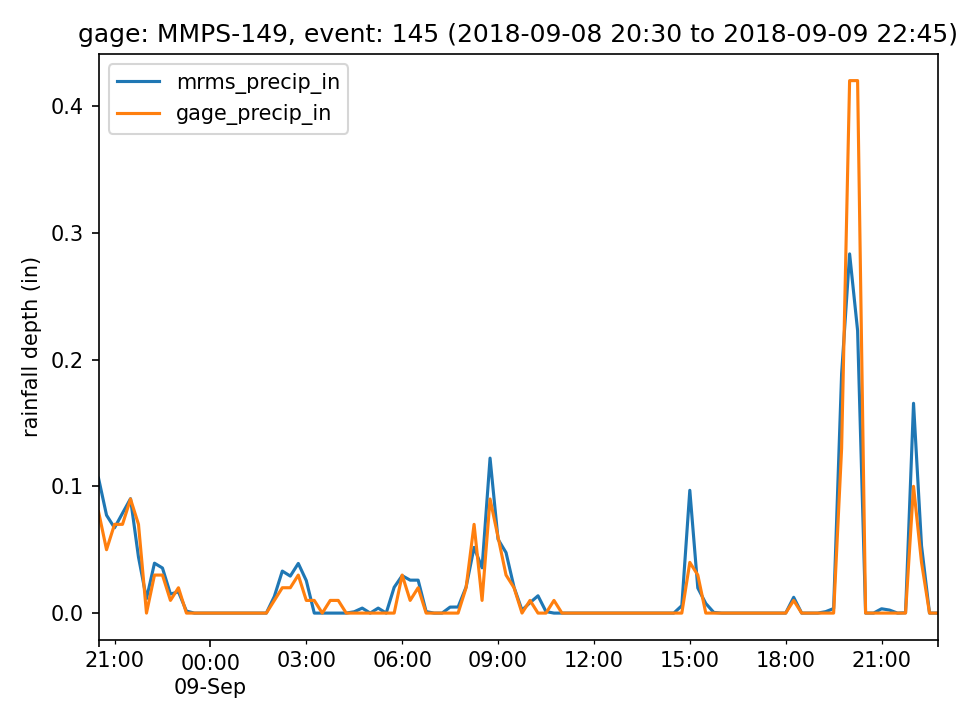 gage: MMPS-149, event: 145 (2018-09-08 20:30 to 2018-09-09 22:45)
mrms_precip_in
gage_precip_in
rainfall depth (in)
0.4
0.3
0.2
0.1
0.0
21:00
00:00
09-Sep
03:00
06:00
09:00
12:00
15:00
18:00
21:00